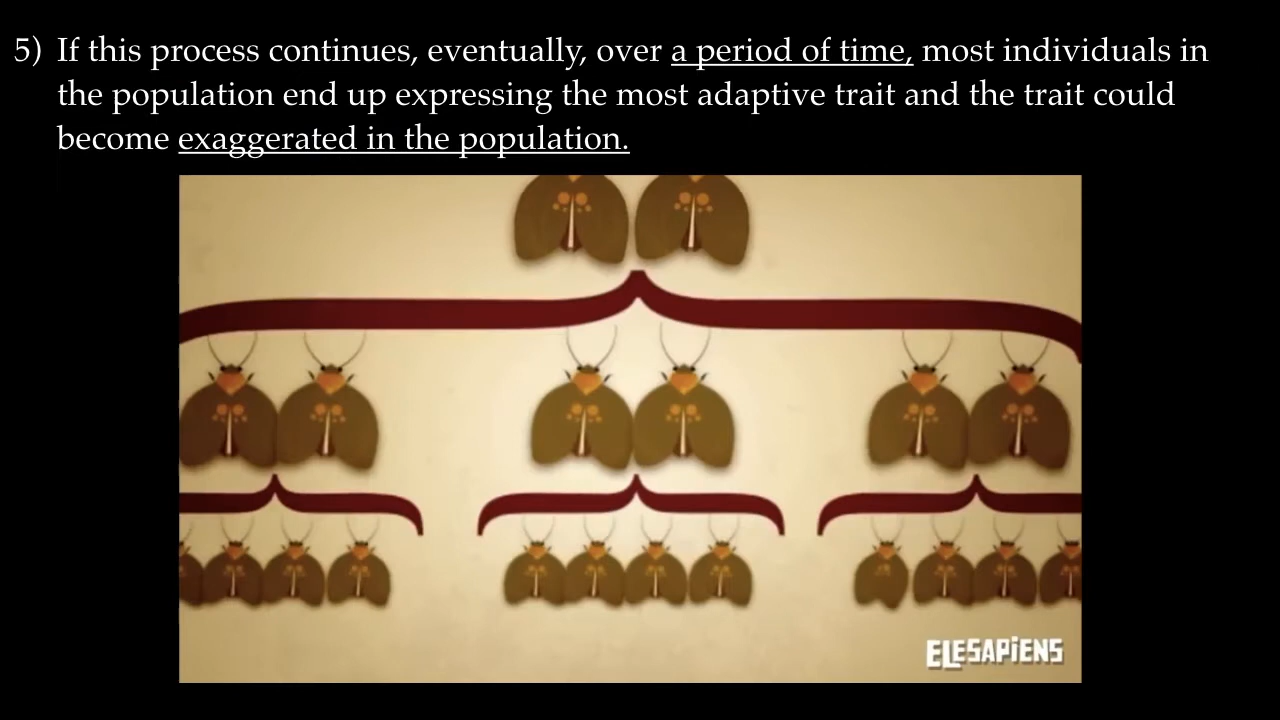 5) If this process continues, eventually, over a period of time, most individuals in
the population end up expressing the most adaptive trait and the trait could
become exaggerated in the population.
ELESAPiENS